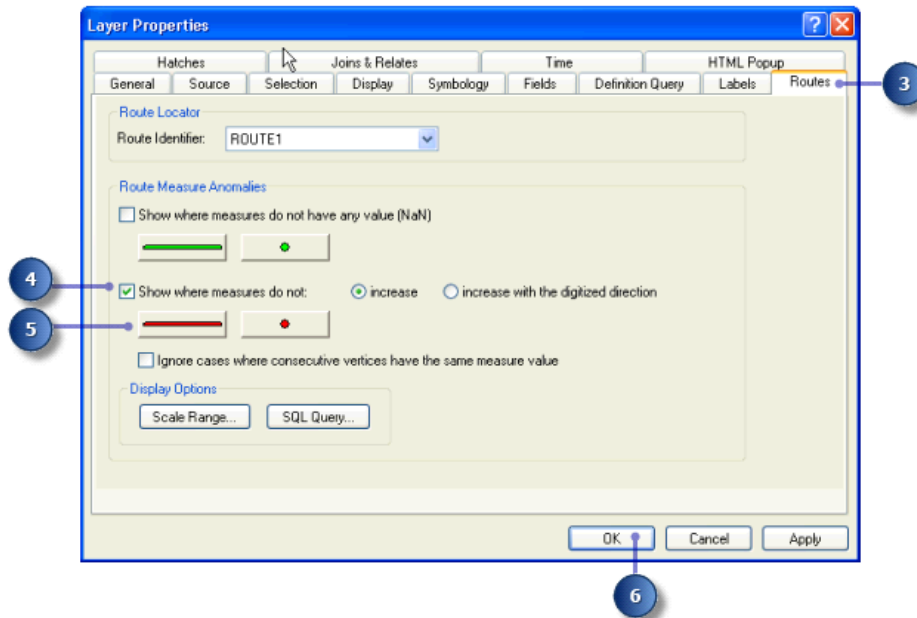 Layer Properties
Hatches Joins & Relates Time HTML Popup
General Source Selection Display Symbology Fields Definition Query Labels Routes
3
Route Locator
Route Identifier: ROUTE1
Route Measure Anomalies
Show where measures do not have any value (NaN)
4
Show where measures do not: increase increase with the digitized direction
5
Ignore cases where consecutive vertices have the same measure value
Display Options
Scale Range... SQL Query...
OK Cancel Apply
6